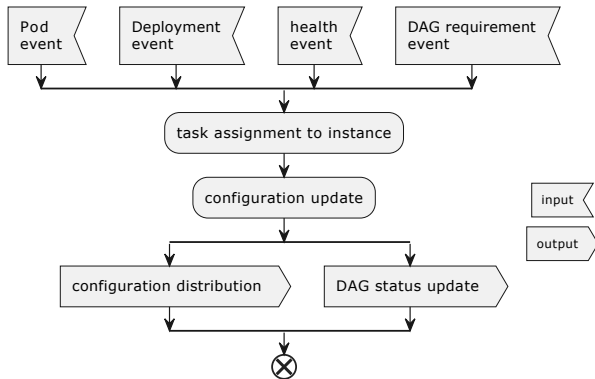 Pod
event
Deployment
event
health
event
DAG requirement
event
task assignment to instance
configuration update
input
output
configuration distribution
DAG status update